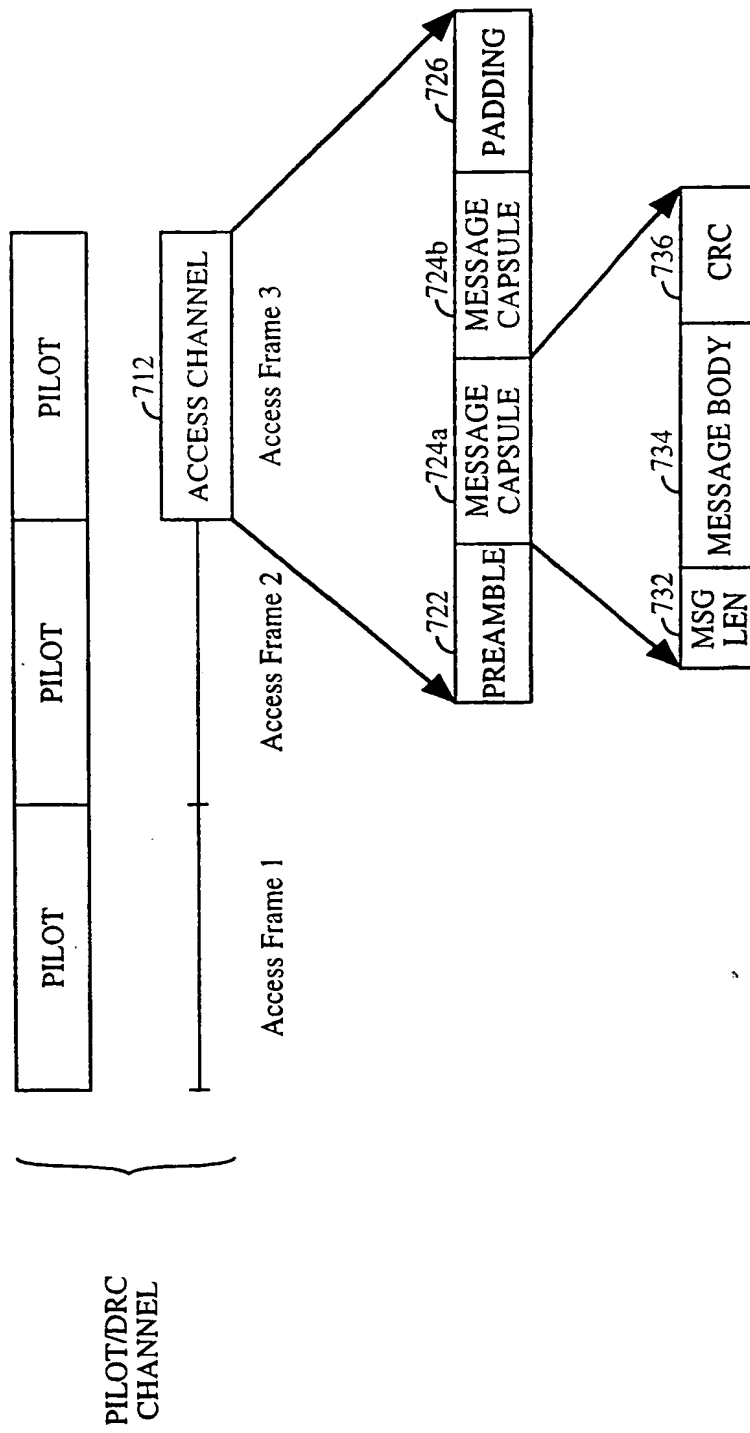 PILOT/DRC
CHANNEL
PILOT
PILOT
PILOT
712
ACCESS CHANNEL
Access Frame 1
Access Frame 2
Access Frame 3
722
724a
724b
726
PREAMBLE
MESSAGE
CAPSULE
MESSAGE
CAPSULE
PADDING
732
734
736
MSG
LEN
MESSAGE BODY
CRC